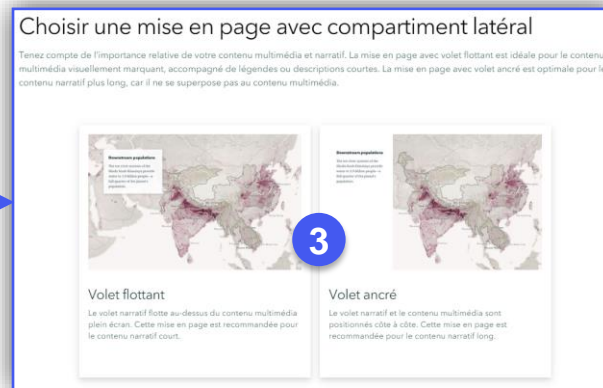 Choisir une mise en page avec compartiment latéral
Tenez compte de l'importance relative de votre contenu multimédia et narratif. La mise en page avec volet flottant est idéale pour le contenu
multimédia visuellement marquant, accompagné de légendes ou descriptions courtes. La mise en page avec volet ancré est optimale pour le
contenu narratif plus long, car il ne se superpose pas au contenu multimédia.
Downstream populations
Downstream populations
3
Volet flottant
Le volet narratif flotte au-dessus du contenu multimédia
plein écran. Cette mise en page est recommandée pour
le contenu narratif court.
Volet ancré
Le volet narratif et le contenu multimédia sont
positionnés côte à côte. Cette mise en page est
recommandée pour le contenu narratif long.